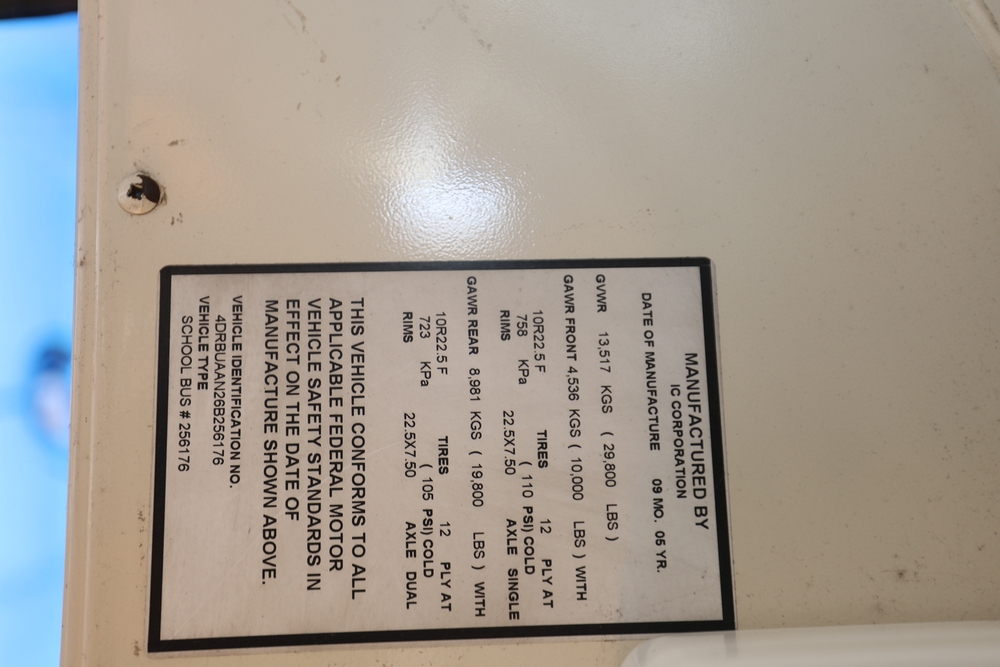 MANUFACTURED BY
IC CORPORATION
DATE OF MANUFACTURE 09 MO. 05 YR.
GVWR 13,517 KGS ( 29,800 LBS )
GAWR FRONT 4,536 KGS ( 10,000 LBS ) WITH
10R22.5 F TIRES 12 PLY AT
758 KPa ( 110 PSI) COLD
RIMS 22.5X7.50 AXLE SINGLE
GAWR REAR 8,981 KGS ( 19,800 LBS ) WITH
10R22.5 F TIRES 12 PLY AT
723 KPa ( 105 PSI) COLD
RIMS 22.5X7.50 AXLE DUAL
THIS VEHICLE CONFORMS TO ALL
APPLICABLE FEDERAL MOTOR
VEHICLE SAFETY STANDARDS IN
EFFECT ON THE DATE OF
MANUFACTURE SHOWN ABOVE.
VEHICLE IDENTIFICATION NO.
4DRBUAAN26B256176
VEHICLE TYPE
SCHOOL BUS # 256176